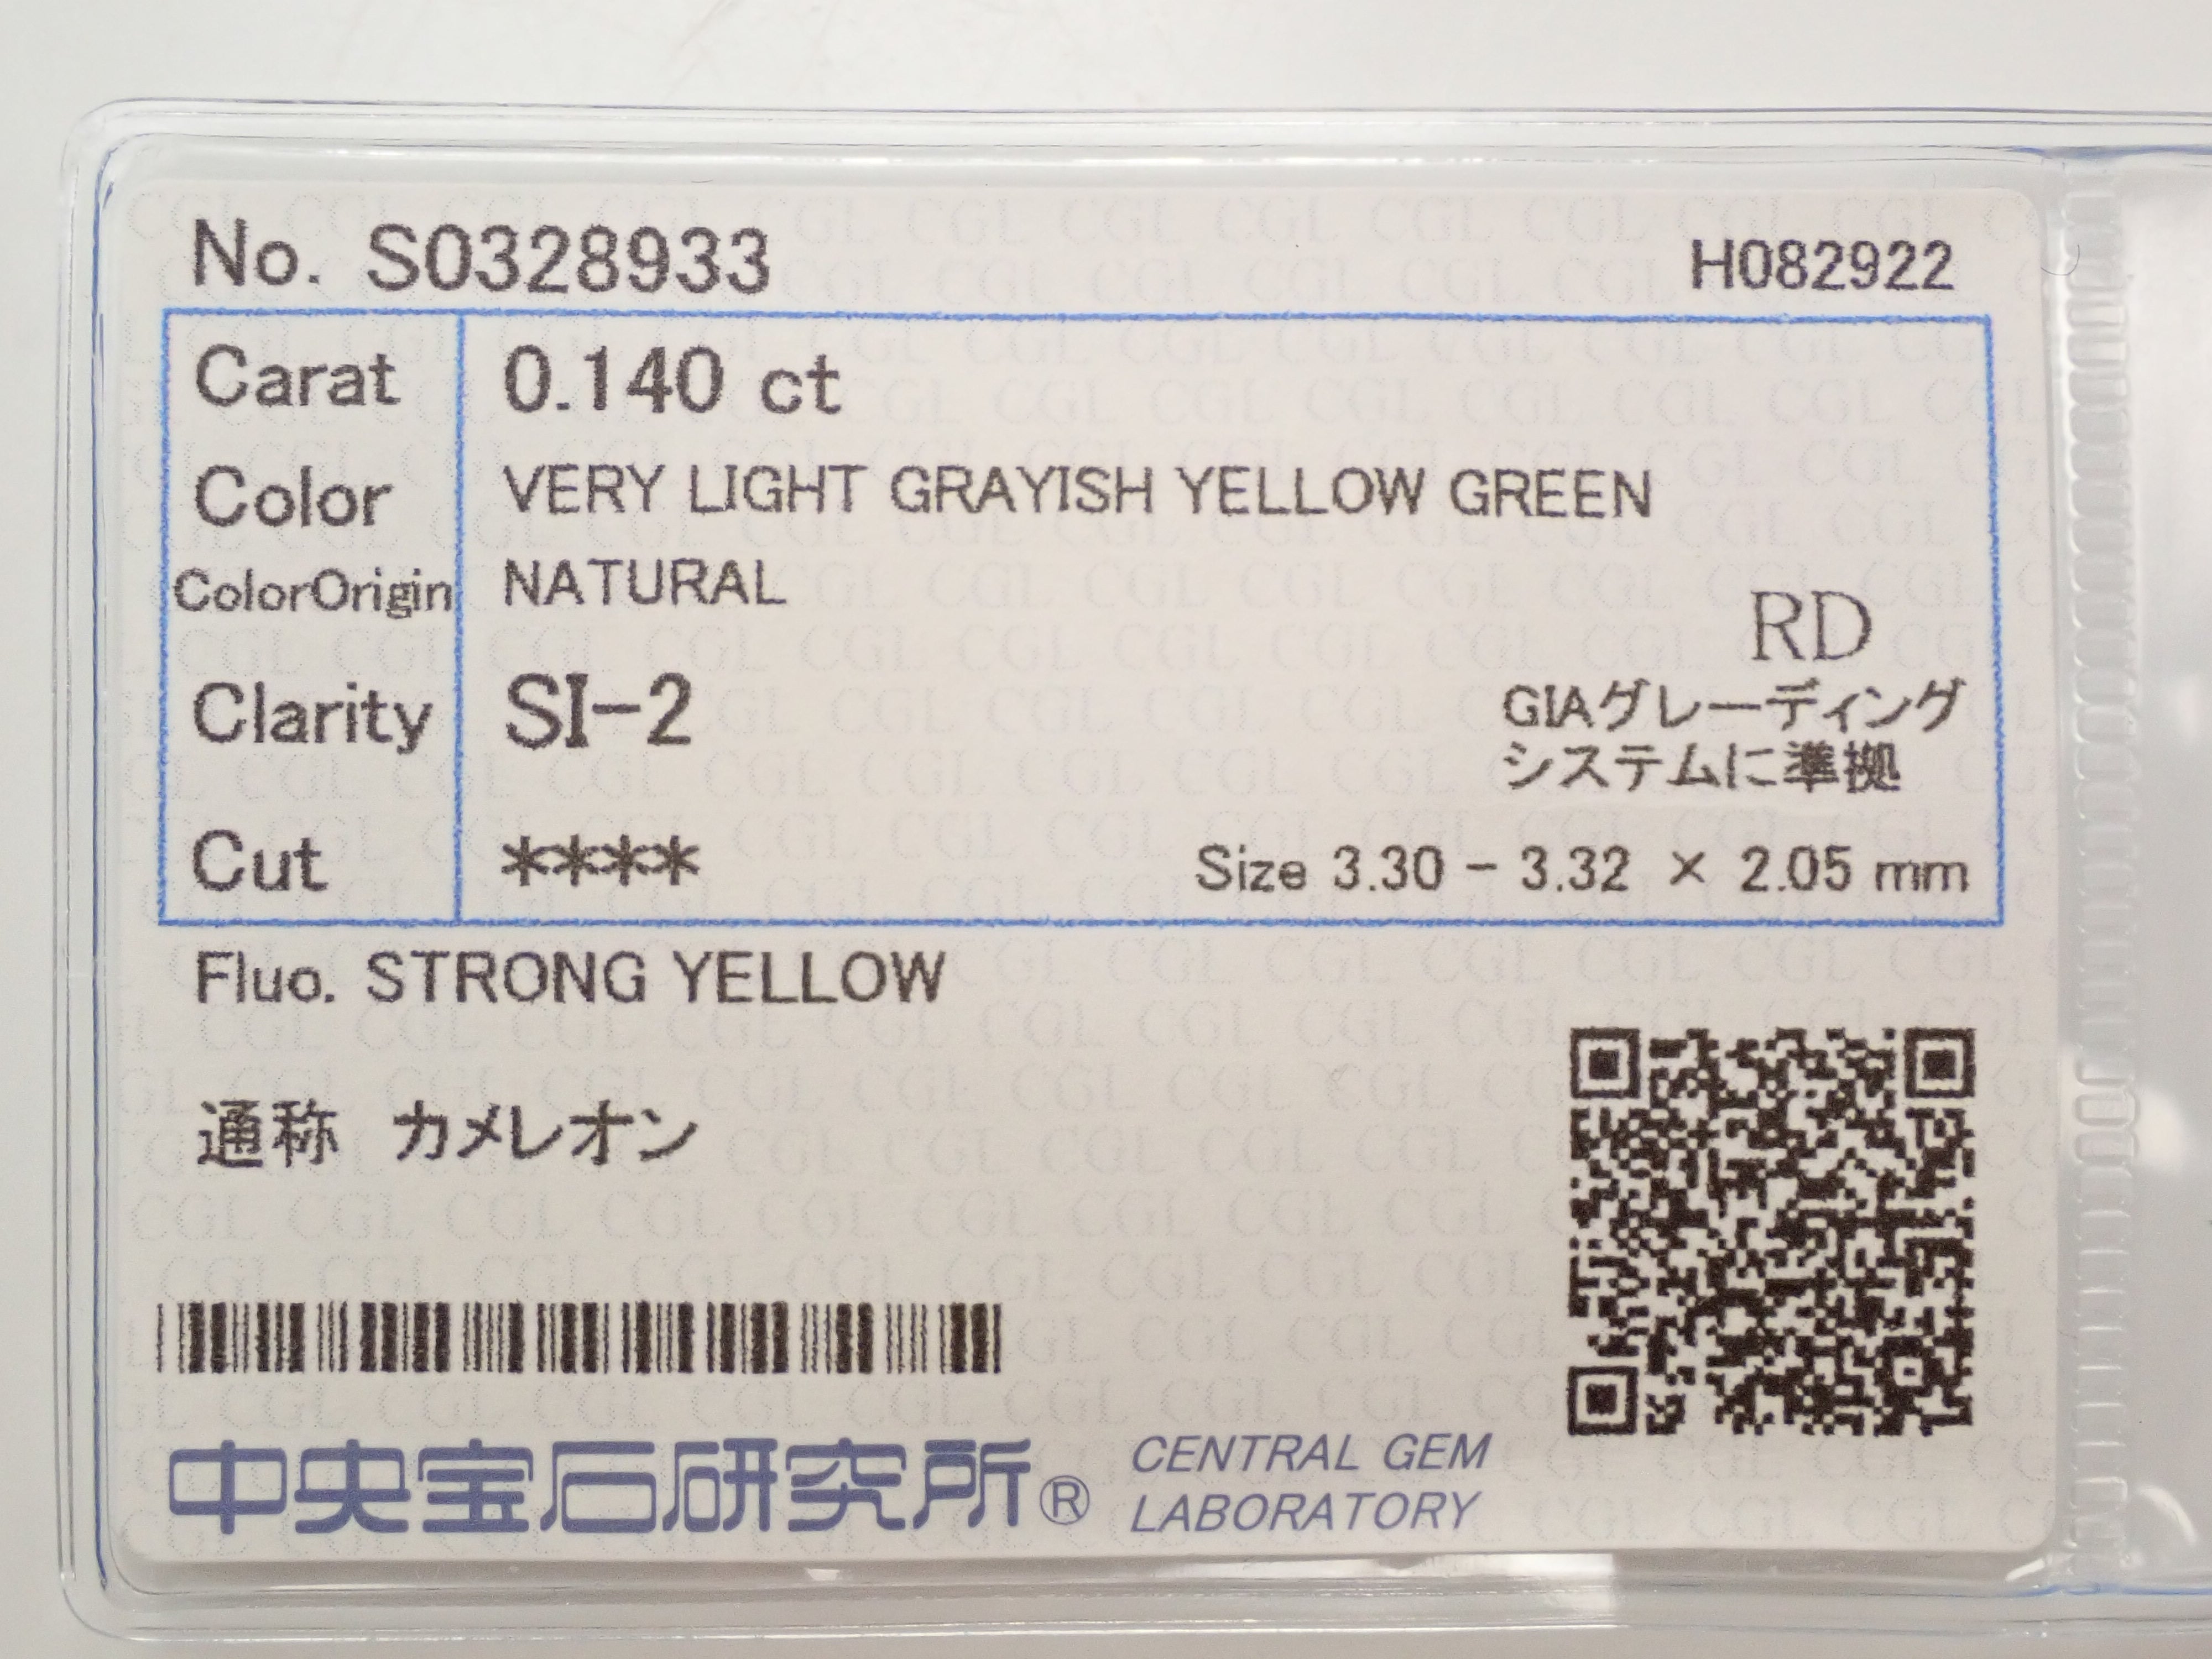 No. S0328933 H082922
Carat 0.140 ct
Color VERY LIGHT GRAYISH YELLOW GREEN
ColorOrigin NATURAL
RD
Clarity SI-2
GIAグレーディング
システムに準拠
Cut **** Size 3.30 - 3.32 × 2.05 mm
Fluo. STRONG YELLOW
通称 カメレオン
中央宝石研究所® CENTRAL GEM
LABORATORY